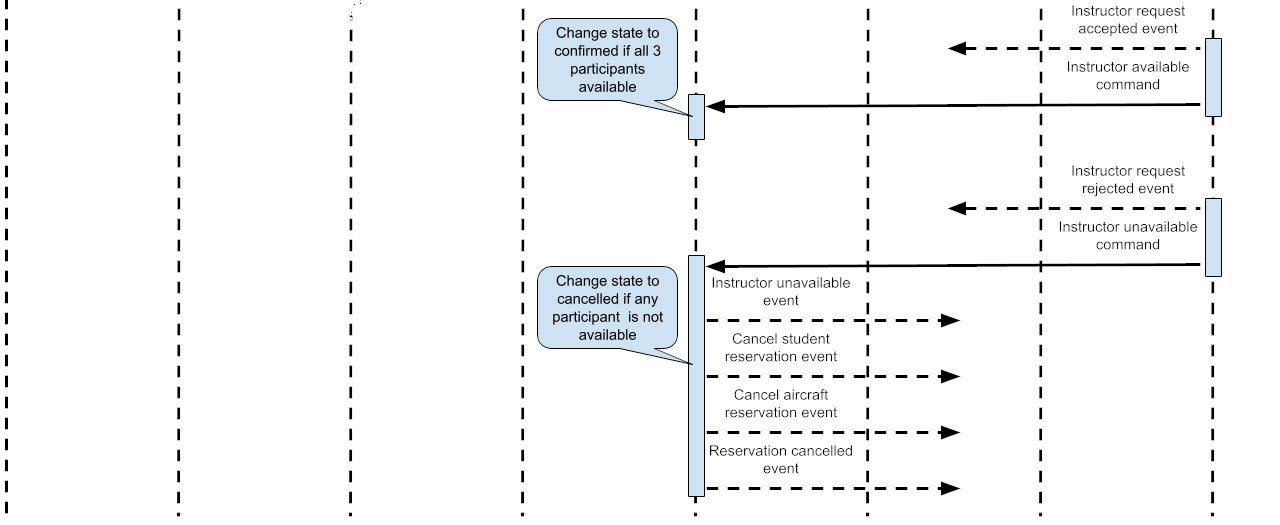 Instructor request
accepted event
Change state to
confirmed if all 3
participants
available
Instructor available
command
Instructor request
rejected event
Instructor unavailable
command
Change state to
cancelled if any
participant is not
available
Instructor unavailable
event
Cancel student
reservation event
Cancel aircraft
reservation event
Reservation cancelled
event